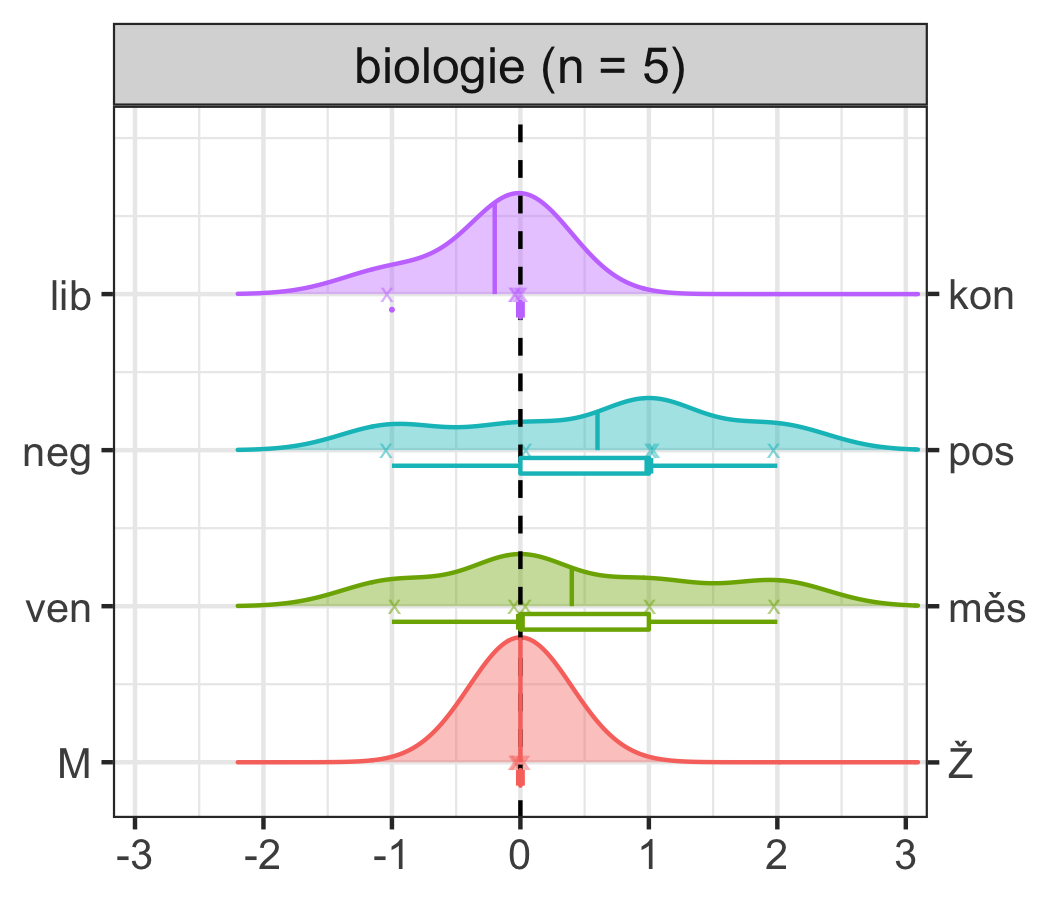 biologie (n = 5)
lib kon
neg pos
ven měs
M Ž
-3 -2 -1 0 1 2 3